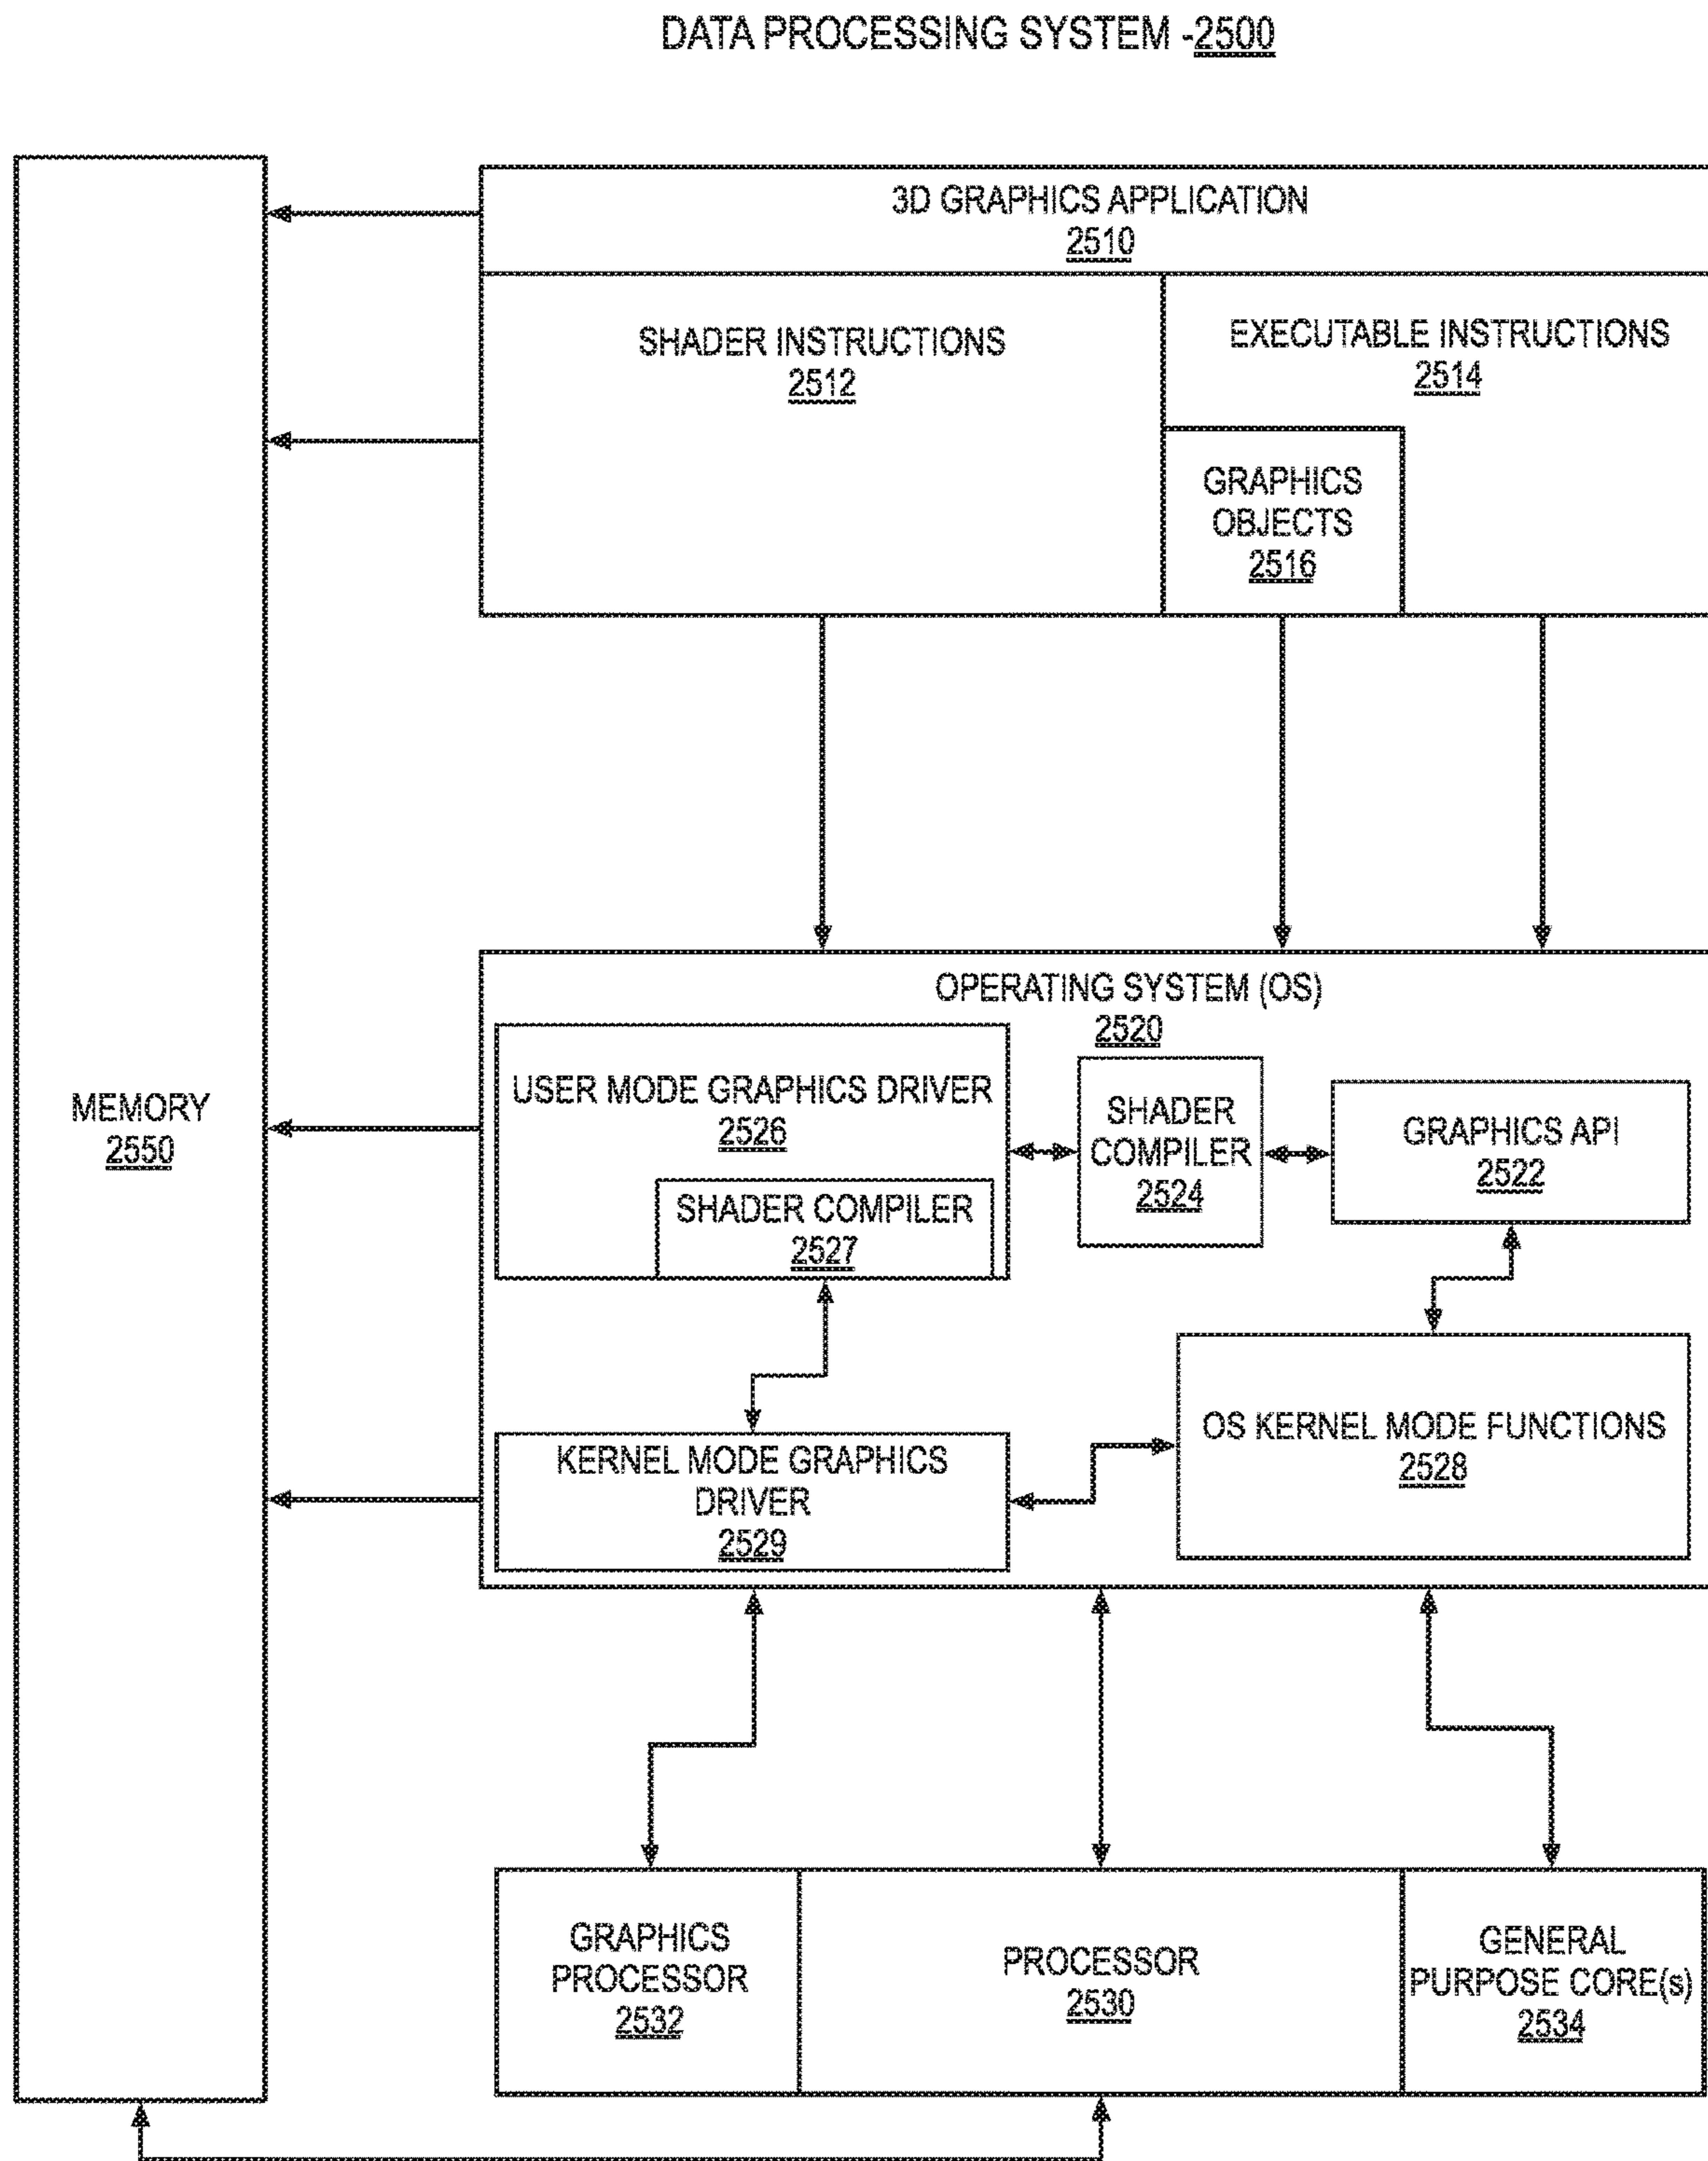 DATA PROCESSING SYSTEM -2500
3D GRAPHICS APPLICATION
2510
SHADER INSTRUCTIONS
2512
EXECUTABLE INSTRUCTIONS
2514
GRAPHICS
OBJECTS
2516
MEMORY
2550
OPERATING SYSTEM (OS)
2520
USER MODE GRAPHICS DRIVER
2526
SHADER COMPILER
2527
SHADER
COMPILER
2524
GRAPHICS API
2522
KERNEL MODE GRAPHICS
DRIVER
2529
OS KERNEL MODE FUNCTIONS
2528
GRAPHICS
PROCESSOR
2532
PROCESSOR
2530
GENERAL
PURPOSE CORE(s)
2534